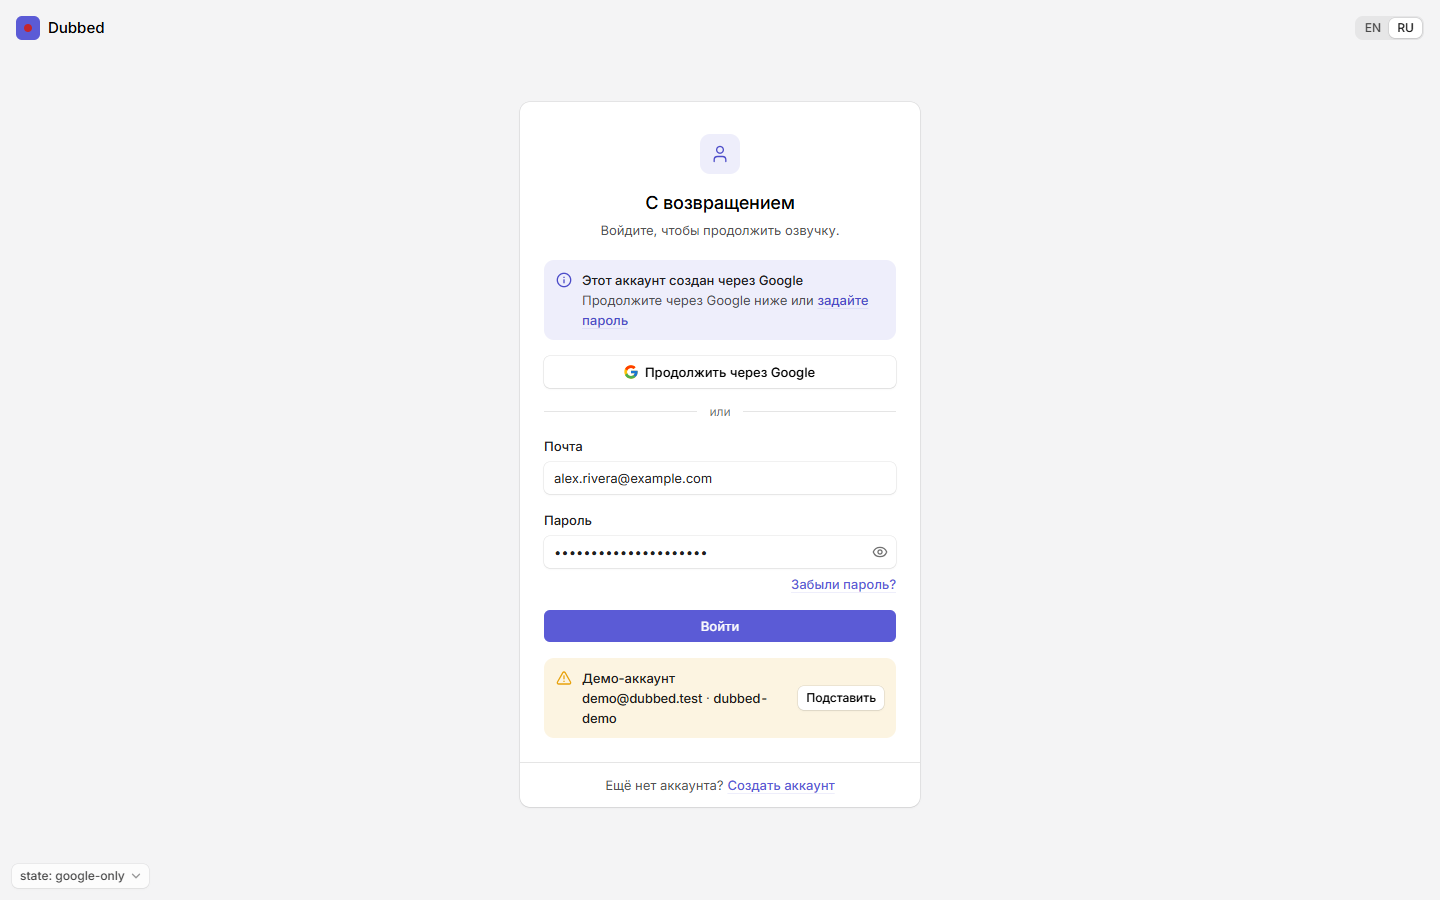 Dubbed
EN RU
С возвращением
Войдите, чтобы продолжить озвучку.
Этот аккаунт создан через Google
Продолжите через Google ниже или задайте
пароль
Продолжить через Google
или
Почта
alex.rivera@example.com
Пароль
•••••••••••••••••••••
Забыли пароль?
Войти
Демо-аккаунт
demo@dubbed.test · dubbed-
demo
Подставить
Ещё нет аккаунта? Создать аккаунт
state: google-only